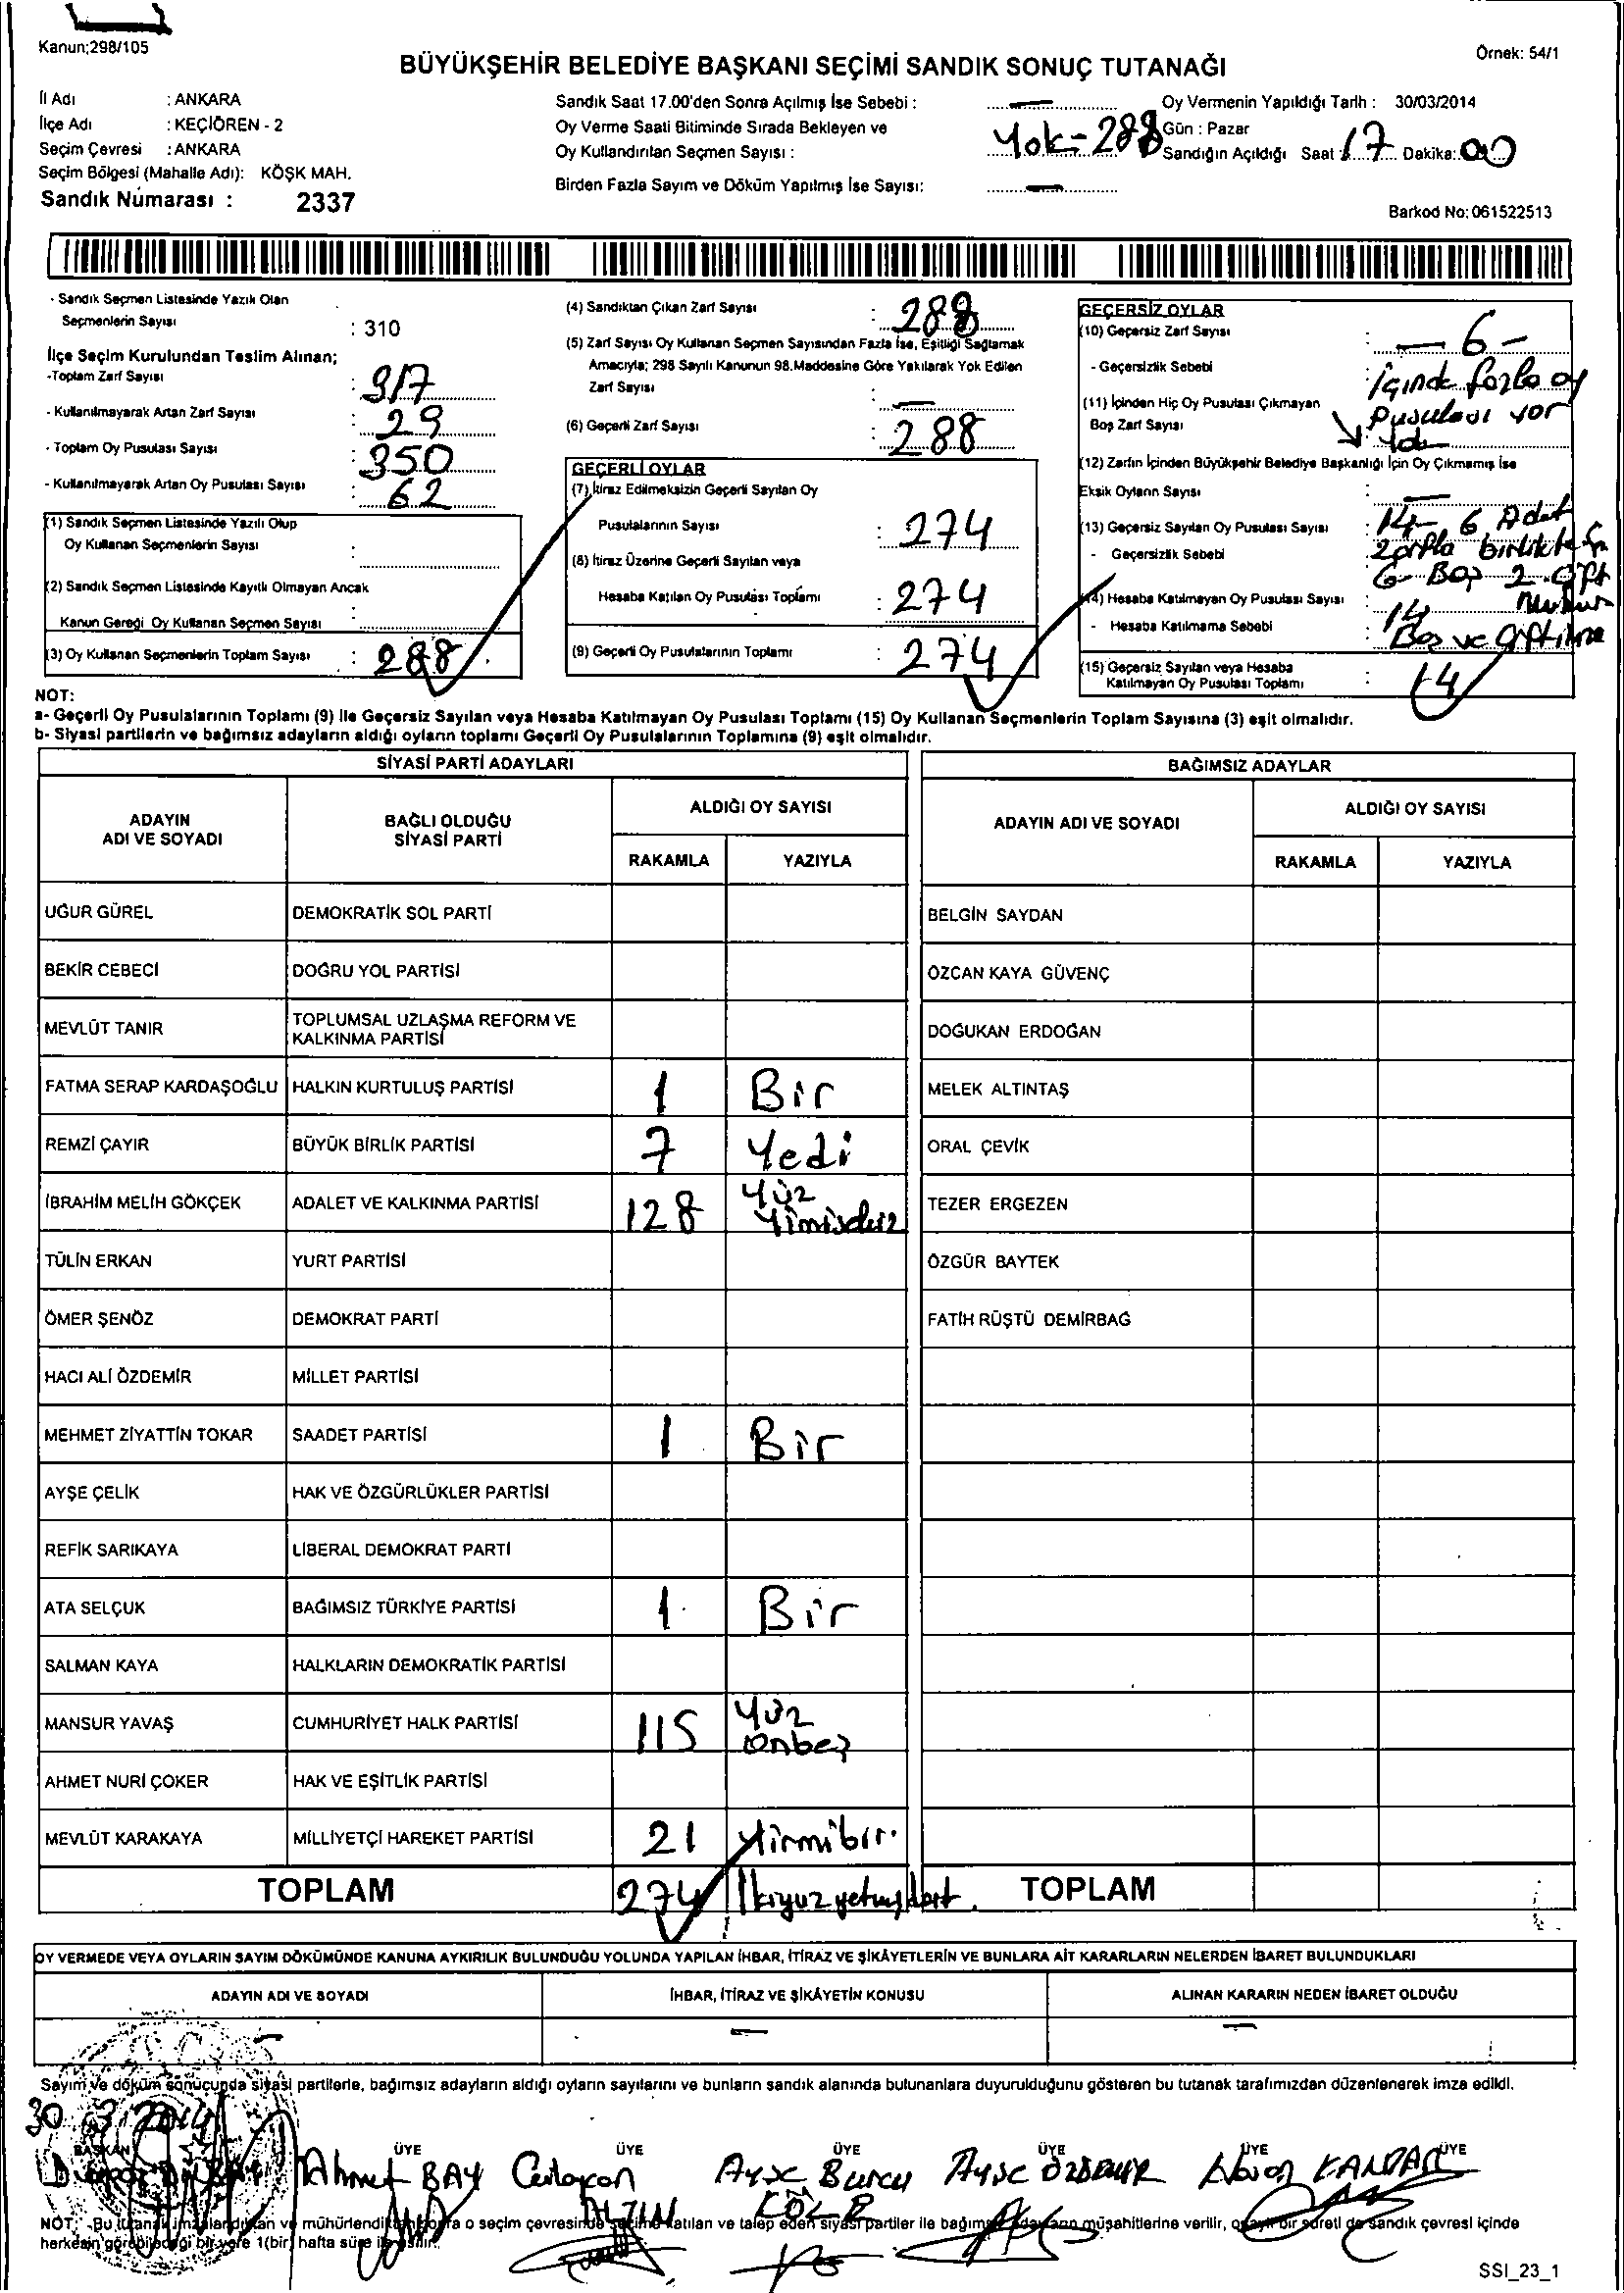 Kanun;298/105
Örnek: 54/1
BÜYÜKŞEHİR BELEDİYE BAŞKANI SEÇİMİ SANDIK SONUÇ TUTANAĞI
İl Adı : ANKARA
İlçe Adı : KEÇİÖREN - 2
Seçim Çevresi : ANKARA
Seçim Bölgesi (Mahalle Adı): KÖŞK MAH.
Sandık Numarası : 2337
Sandık Saat 17.00'den Sonra Açılmış İse Sebebi : —
Oy Verme Saati Bitiminde Sırada Bekleyen ve
Oy Kullandırılan Seçmen Sayısı : Yok = 288
Birden Fazla Sayım ve Döküm Yapılmış İse Sayısı: —
Oy Vermenin Yapıldığı Tarih : 30/03/2014
Gün : Pazar
Sandığın Açıldığı Saat : 17 Dakika: 00
Barkod No: 061522513
- Sandık Seçmen Listesinde Yazılı Olan
Seçmenlerin Sayısı : 310
İlçe Seçim Kurulundan Teslim Alınan;
-Toplam Zarf Sayısı : 317
- Kullanılmayarak Artan Zarf Sayısı : 29
- Toplam Oy Pusulası Sayısı : 350
- Kullanılmayarak Artan Oy Pusulası Sayısı : 62
(1) Sandık Seçmen Listesinde Yazılı Olup
Oy Kullanan Seçmenlerin Sayısı :
(2) Sandık Seçmen Listesinde Kayıtlı Olmayan Ancak
Kanun Gereği Oy Kullanan Seçmen Sayısı :
(3) Oy Kullanan Seçmenlerin Toplam Sayısı : 288
(4) Sandıktan Çıkan Zarf Sayısı : 288
(5) Zarf Sayısı Oy Kullanan Seçmen Sayısından Fazla İse, Eşitliği Sağlamak
Amacıyla; 298 Sayılı Kanunun 98.Maddesine Göre Yakılarak Yok Edilen
Zarf Sayısı : —
(6) Geçerli Zarf Sayısı : 288
GEÇERLİ OYLAR
(7) İtiraz Edilmeksizin Geçerli Sayılan Oy
Pusulalarının Sayısı : 274
(8) İtiraz Üzerine Geçerli Sayılan veya
Hesaba Katılan Oy Pusulası Toplamı : 274
(9) Geçerli Oy Pusulalarının Toplamı : 274
GEÇERSİZ OYLAR
(10) Geçersiz Zarf Sayısı : — 6 -
- Geçersizlik Sebebi : İçinde fazla oy
pusulası var
(11) İçinden Hiç Oy Pusulası Çıkmayan
Boş Zarf Sayısı : Yok
(12) Zarfın İçinden Büyükşehir Belediye Başkanlığı İçin Oy Çıkmamış İse
Eksik Oyların Sayısı : —
(13) Geçersiz Sayılan Oy Pusulası Sayısı : 14- 6 Adet
- Geçersizlik Sebebi : zarfla birlikte
6 Boş 2 çift
mühür
(14) Hesaba Katılmayan Oy Pusulası Sayısı : 14
- Hesaba Katılmama Sebebi : Boş ve
(15) Geçersiz Sayılan veya Hesaba
Katılmayan Oy Pusulası Toplamı : 14
NOT:
a- Geçerli Oy Pusulalarının Toplamı (9) ile Geçersiz Sayılan veya Hesaba Katılmayan Oy Pusulası Toplamı (15) Oy Kullanan Seçmenlerin Toplam Sayısına (3) eşit olmalıdır.
b- Siyasi partilerin ve bağımsız adayların aldığı oyların toplamı Geçerli Oy Pusulalarının Toplamına (9) eşit olmalıdır.
SİYASİ PARTİ ADAYLARI
ADAYIN ADI VE SOYADI
BAĞLI OLDUĞU SİYASİ PARTİ
ALDIĞI OY SAYISI
RAKAMLA YAZIYLA
UĞUR GÜREL DEMOKRATİK SOL PARTİ
BEKİR CEBECİ DOĞRU YOL PARTİSİ
MEVLÜT TANIR TOPLUMSAL UZLAŞMA REFORM VE KALKINMA PARTİSİ
FATMA SERAP KARDAŞOĞLU HALKIN KURTULUŞ PARTİSİ 1 Bir
REMZİ ÇAYIR BÜYÜK BİRLİK PARTİSİ 7 Yedi
İBRAHİM MELİH GÖKÇEK ADALET VE KALKINMA PARTİSİ 128 Yüz Yimisekiz
TÜLİN ERKAN YURT PARTİSİ
ÖMER ŞENÖZ DEMOKRAT PARTİ
HACI ALİ ÖZDEMİR MİLLET PARTİSİ
MEHMET ZİYATTİN TOKAR SAADET PARTİSİ 1 Bir
AYŞE ÇELİK HAK VE ÖZGÜRLÜKLER PARTİSİ
REFİK SARIKAYA LİBERAL DEMOKRAT PARTİ
ATA SELÇUK BAĞIMSIZ TÜRKİYE PARTİSİ 1 Bir
SALMAN KAYA HALKLARIN DEMOKRATİK PARTİSİ
MANSUR YAVAŞ CUMHURİYET HALK PARTİSİ 115 Yüz Onbeş
AHMET NURİ ÇOKER HAK VE EŞİTLİK PARTİSİ
MEVLÜT KARAKAYA MİLLİYETÇİ HAREKET PARTİSİ 21 Yirmibir.
TOPLAM 274 İkiyüzyetmişdört.
BAĞIMSIZ ADAYLAR
ADAYIN ADI VE SOYADI
ALDIĞI OY SAYISI
RAKAMLA YAZIYLA
BELGİN SAYDAN
ÖZCAN KAYA GÜVENÇ
DOĞUKAN ERDOĞAN
MELEK ALTINTAŞ
ORAL ÇEVİK
TEZER ERGEZEN
ÖZGÜR BAYTEK
FATİH RÜŞTÜ DEMİRBAĞ
TOPLAM
OY VERMEDE VEYA OYLARIN SAYIM DÖKÜMÜNDE KANUNA AYKIRILIK BULUNDUĞU YOLUNDA YAPILAN İHBAR, İTİRAZ VE ŞİKÂYETLERİN VE BUNLARA AİT KARARLARIN NELERDEN İBARET BULUNDUKLARI
ADAYIN ADI VE SOYADI
İHBAR, İTİRAZ VE ŞİKÂYETİN KONUSU
ALINAN KARARIN NEDEN İBARET OLDUĞU
— — —
Sayım ve döküm sonucunda siyasi partilerle, bağımsız adayların aldığı oyların sayılarını ve bunların sandık alanında bulunanlara duyurulduğunu gösteren bu tutanak tarafımızdan düzenlenerek imza edildi.
30 3 2014
BAŞKAN ÜYE ÜYE ÜYE ÜYE ÜYE ÜYE
Ahmet BAY
Ayşe Burcu
Ayşe ÖZDEMİR
NOT: Bu tutanak imzalandıktan ve mühürlendikten sonra o seçim çevresinde seçime katılan ve talep eden siyasi partiler ile bağımsız adayların müşahitlerine verilir, onaylı bir sureti de sandık çevresi içinde
herkesin görebileceği bir yere 1(bir) hafta süre ile asılır.
SSI_23_1